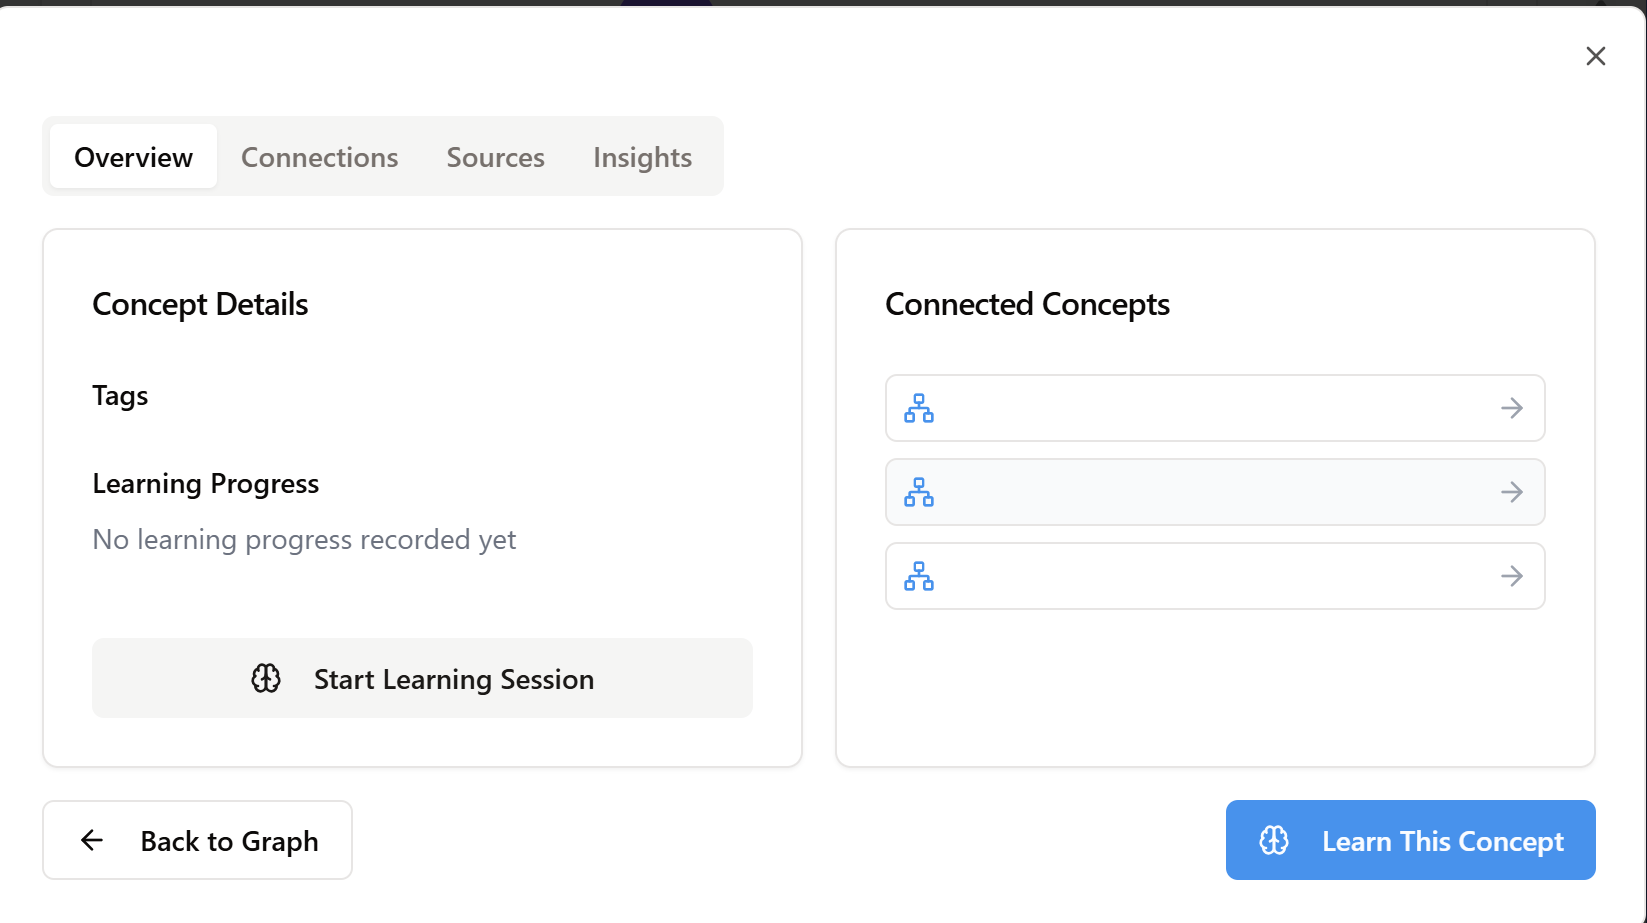 Overview Connections Sources Insights
Concept Details
Tags
Learning Progress
No learning progress recorded yet
Start Learning Session
Connected Concepts
Back to Graph
Learn This Concept